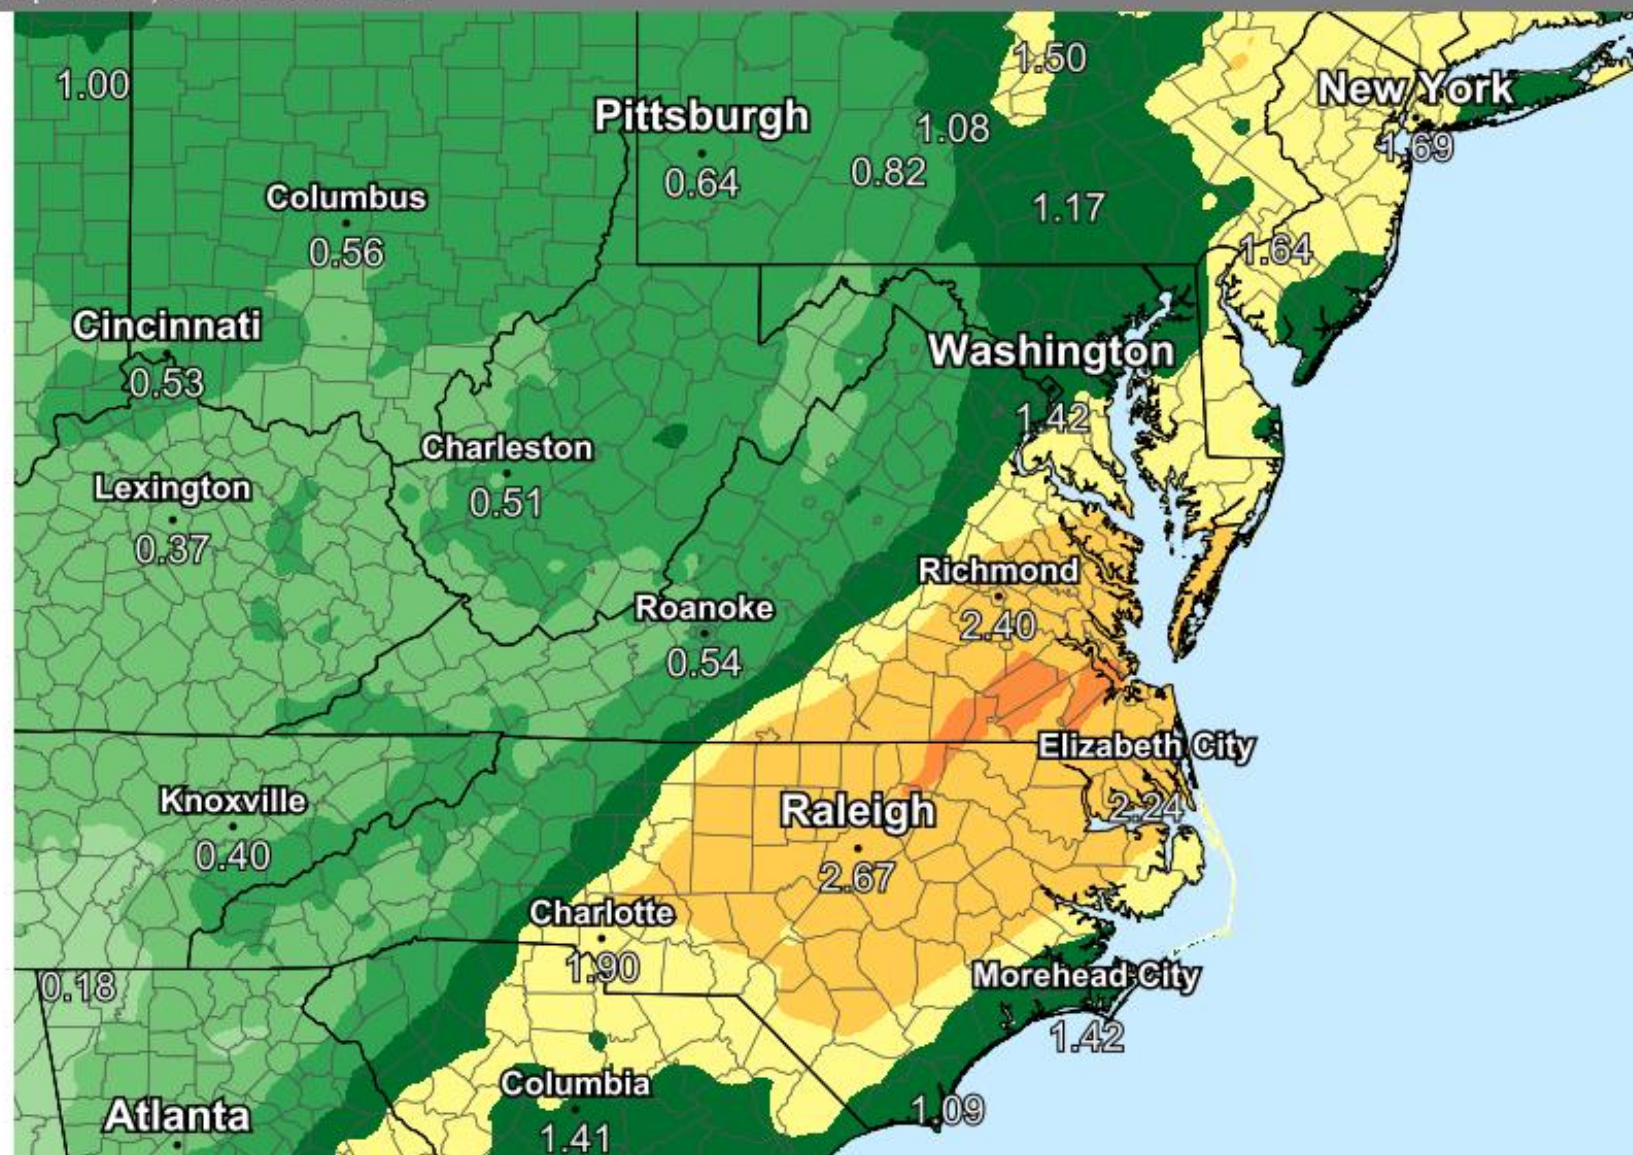 1.00
1.50
New York
Pittsburgh
1.08
1.69
0.64
0.82
Columbus
1.17
0.56
1.64
Cincinnati
Washington
0.53
1.42
Charleston
Lexington
0.51
0.37
Richmond
Roanoke
2.40
0.54
Elizabeth City
Knoxville
Raleigh
2.24
0.40
2.67
Charlotte
1.90
0.18
Morehead City
1.42
Columbia
Atlanta
1.09
1.41